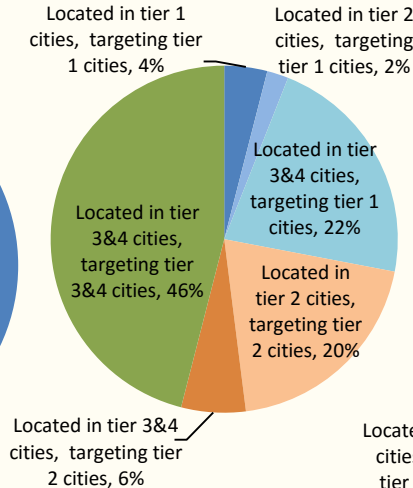 Located in tier 1
cities,  targeting tier
1 cities, 4%
Located in tier 2
cities,  targeting
tier 1 cities, 2%
Located in tier
3&4 cities,
targeting tier 1
cities, 22%
Located in tier
3&4 cities,
targeting tier
3&4 cities, 46%
Located in
tier 2 cities,
targeting tier
2 cities, 20%
Located in tier 3&4
cities,  targeting tier
2 cities, 6%
tier